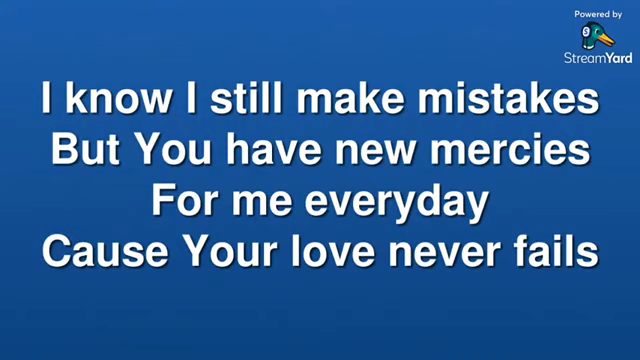 Powered by
StreamYard
I know I still make mistakes
But You have new mercies
For me everyday
Cause Your love never fails